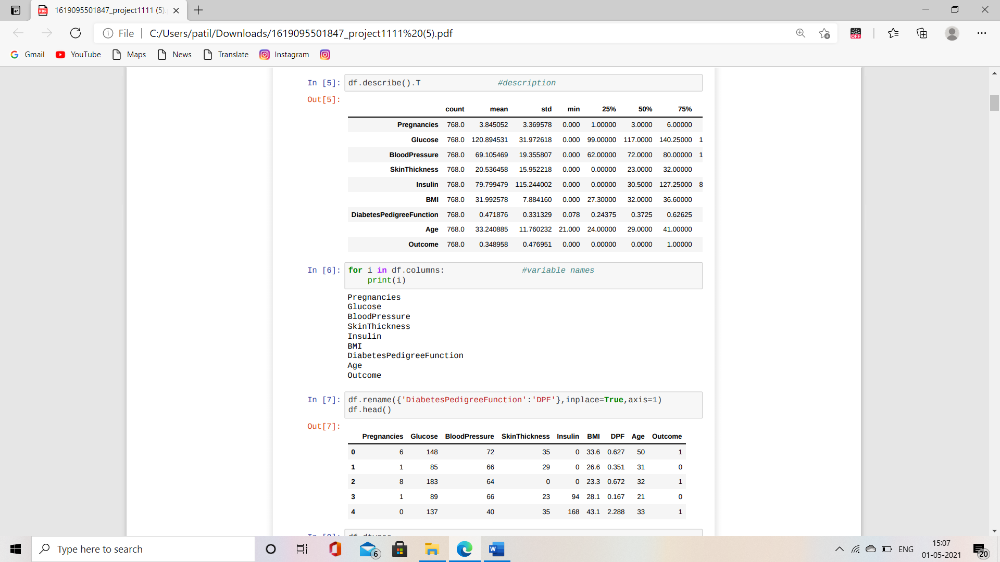 1619095501847_project1111 (5).
File | C:/Users/patil/Downloads/1619095501847_project1111%20(5).pdf
OFF
Gmail YouTube Maps News Translate Instagram
In [5]: df.describe().T #description
Out[5]:
count mean std min 25% 50% 75%
Pregnancies 768.0 3.845052 3.369578 0.000 1.00000 3.0000 6.00000
Glucose 768.0 120.894531 31.972618 0.000 99.00000 117.0000 140.25000 1
BloodPressure 768.0 69.105469 19.355807 0.000 62.00000 72.0000 80.00000 1
SkinThickness 768.0 20.536458 15.952218 0.000 0.00000 23.0000 32.00000
Insulin 768.0 79.799479 115.244002 0.000 0.00000 30.5000 127.25000 8
BMI 768.0 31.992578 7.884160 0.000 27.30000 32.0000 36.60000
DiabetesPedigreeFunction 768.0 0.471876 0.331329 0.078 0.24375 0.3725 0.62625
Age 768.0 33.240885 11.760232 21.000 24.00000 29.0000 41.00000
Outcome 768.0 0.348958 0.476951 0.000 0.00000 0.0000 1.00000
In [6]: for i in df.columns: #variable names
print(i)
Pregnancies
Glucose
BloodPressure
SkinThickness
Insulin
BMI
DiabetesPedigreeFunction
Age
Outcome
In [7]: df.rename({'DiabetesPedigreeFunction':'DPF'},inplace=True,axis=1)
df.head()
Out[7]:
Pregnancies Glucose BloodPressure SkinThickness Insulin BMI DPF Age Outcome
0 6 148 72 35 0 33.6 0.627 50 1
1 1 85 66 29 0 26.6 0.351 31 0
2 8 183 64 0 0 23.3 0.672 32 1
3 1 89 66 23 94 28.1 0.167 21 0
4 0 137 40 35 168 43.1 2.288 33 1
Type here to search
6
ENG
15:07
01-05-2021
20